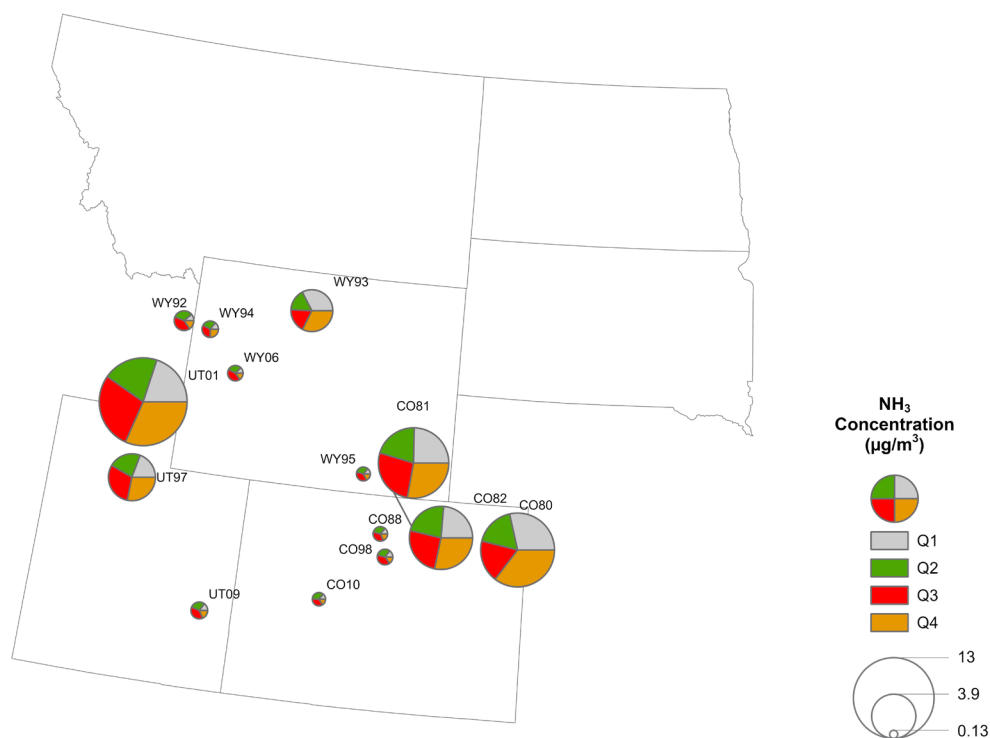 WY93
WY92
WY94
WY06
UT01
CO81
WY95
UT97
CO82
CO80
CO88
CO98
CO10
UT09
NH₃
Concentration
(µg/m³)
Q1
Q2
Q3
Q4
13
3.9
0.13